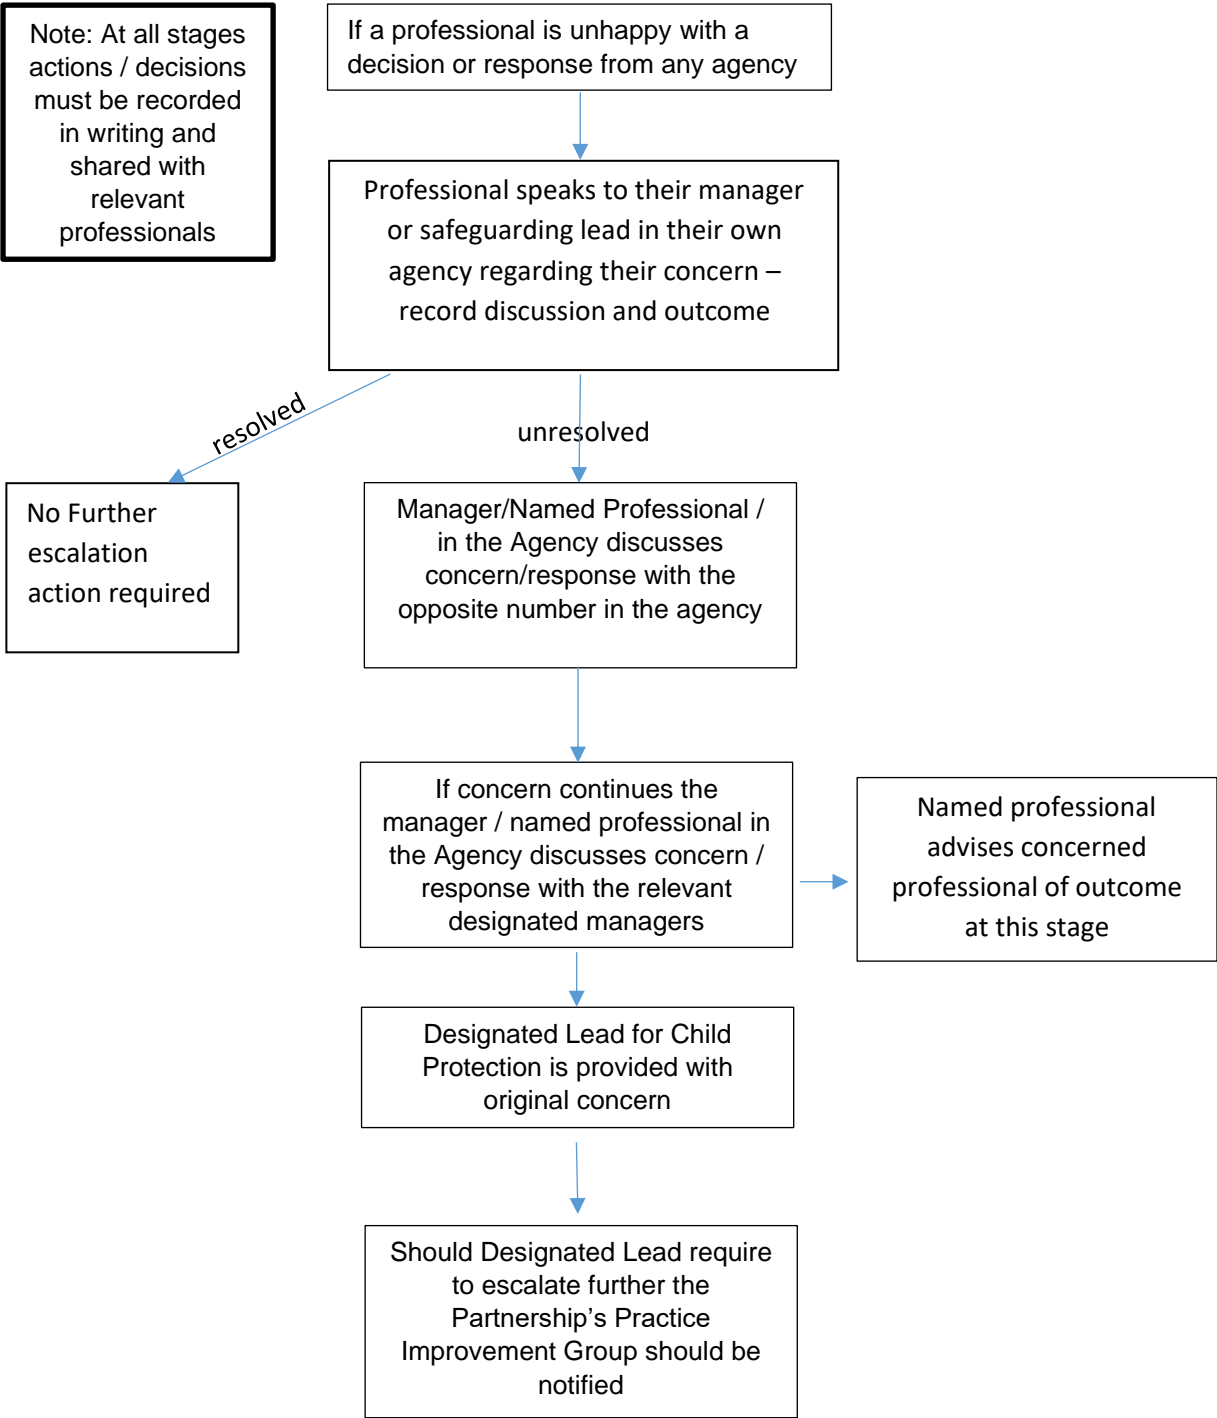 Note: At all stages
actions / decisions
must be recorded
in writing and
shared with
relevant
professionals
If a professional is unhappy with a
decision or response from any agency
Professional speaks to their manager
or safeguarding lead in their own
agency regarding their concern –
record discussion and outcome
resolved
unresolved
No Further
escalation
action required
Manager/Named Professional /
in the Agency discusses
concern/response with the
opposite number in the agency
If concern continues the
manager / named professional in
the Agency discusses concern /
response with the relevant
designated managers
Named professional
advises concerned
professional of outcome
at this stage
Designated Lead for Child
Protection is provided with
original concern
Should Designated Lead require
to escalate further the
Partnership’s Practice
Improvement Group should be
notified